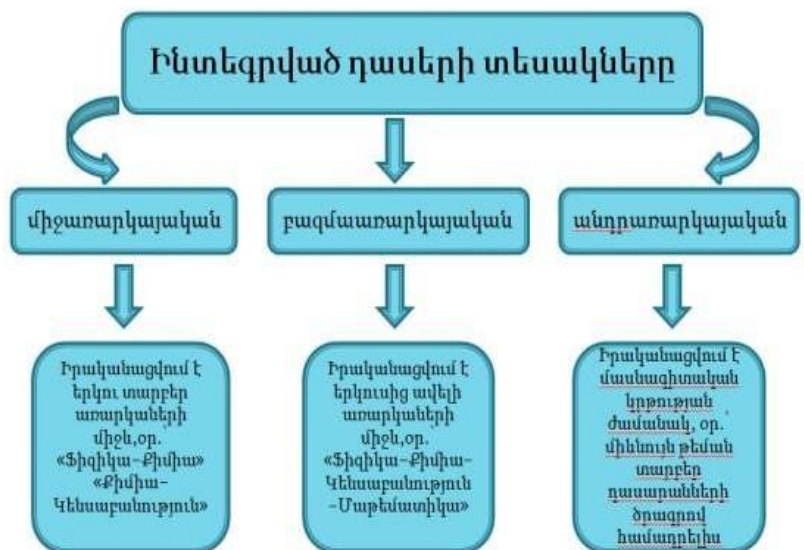 Ինտեգրված դասերի տեսակները
միջառարկայական
բազմաառարկայական
անդրառարկայական
Իրականացվում է
երկու տարբեր
առարկաների
միջև,օր.՝
«Ֆիզիկա-Քիմիա»
«Քիմիա-
Կենսաբանություն»
Իրականացվում է
երկուսից ավելի
առարկաների
միջև,օր.՝
«Ֆիզիկա-Քիմիա-
Կենսաբանություն
-Մաթեմատիկա»
Իրականացվում է
մասնագիտական
կրթության
ժամանակ, օր.՝
միևնույն թեման
տարբեր
դասարանների
ծրագրով
համադրելիս